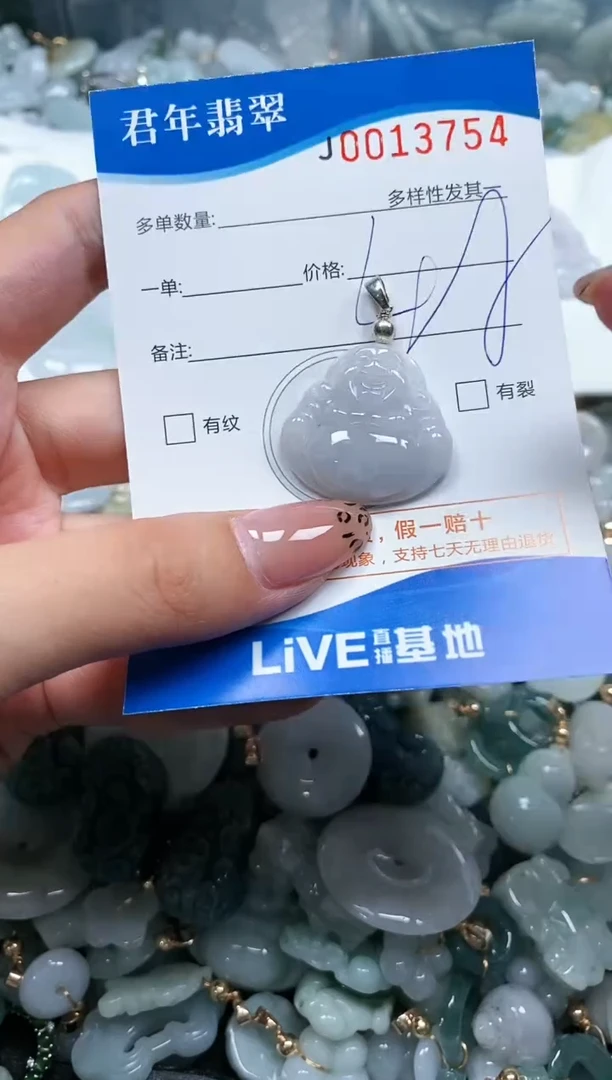 君年翡翠
J0013754
多样性发其一
多单数量:
一单: 价格:
备注:
有纹 有裂
，假一赔十
现象，支持七天无理由退货
LiVE直播基地